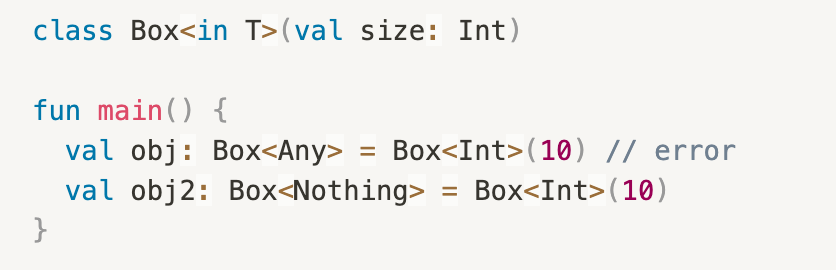 class Box<in T>(val size: Int)
fun main() {
val obj: Box<Any> = Box<Int>(10) // error
val obj2: Box<Nothing> = Box<Int>(10)
}